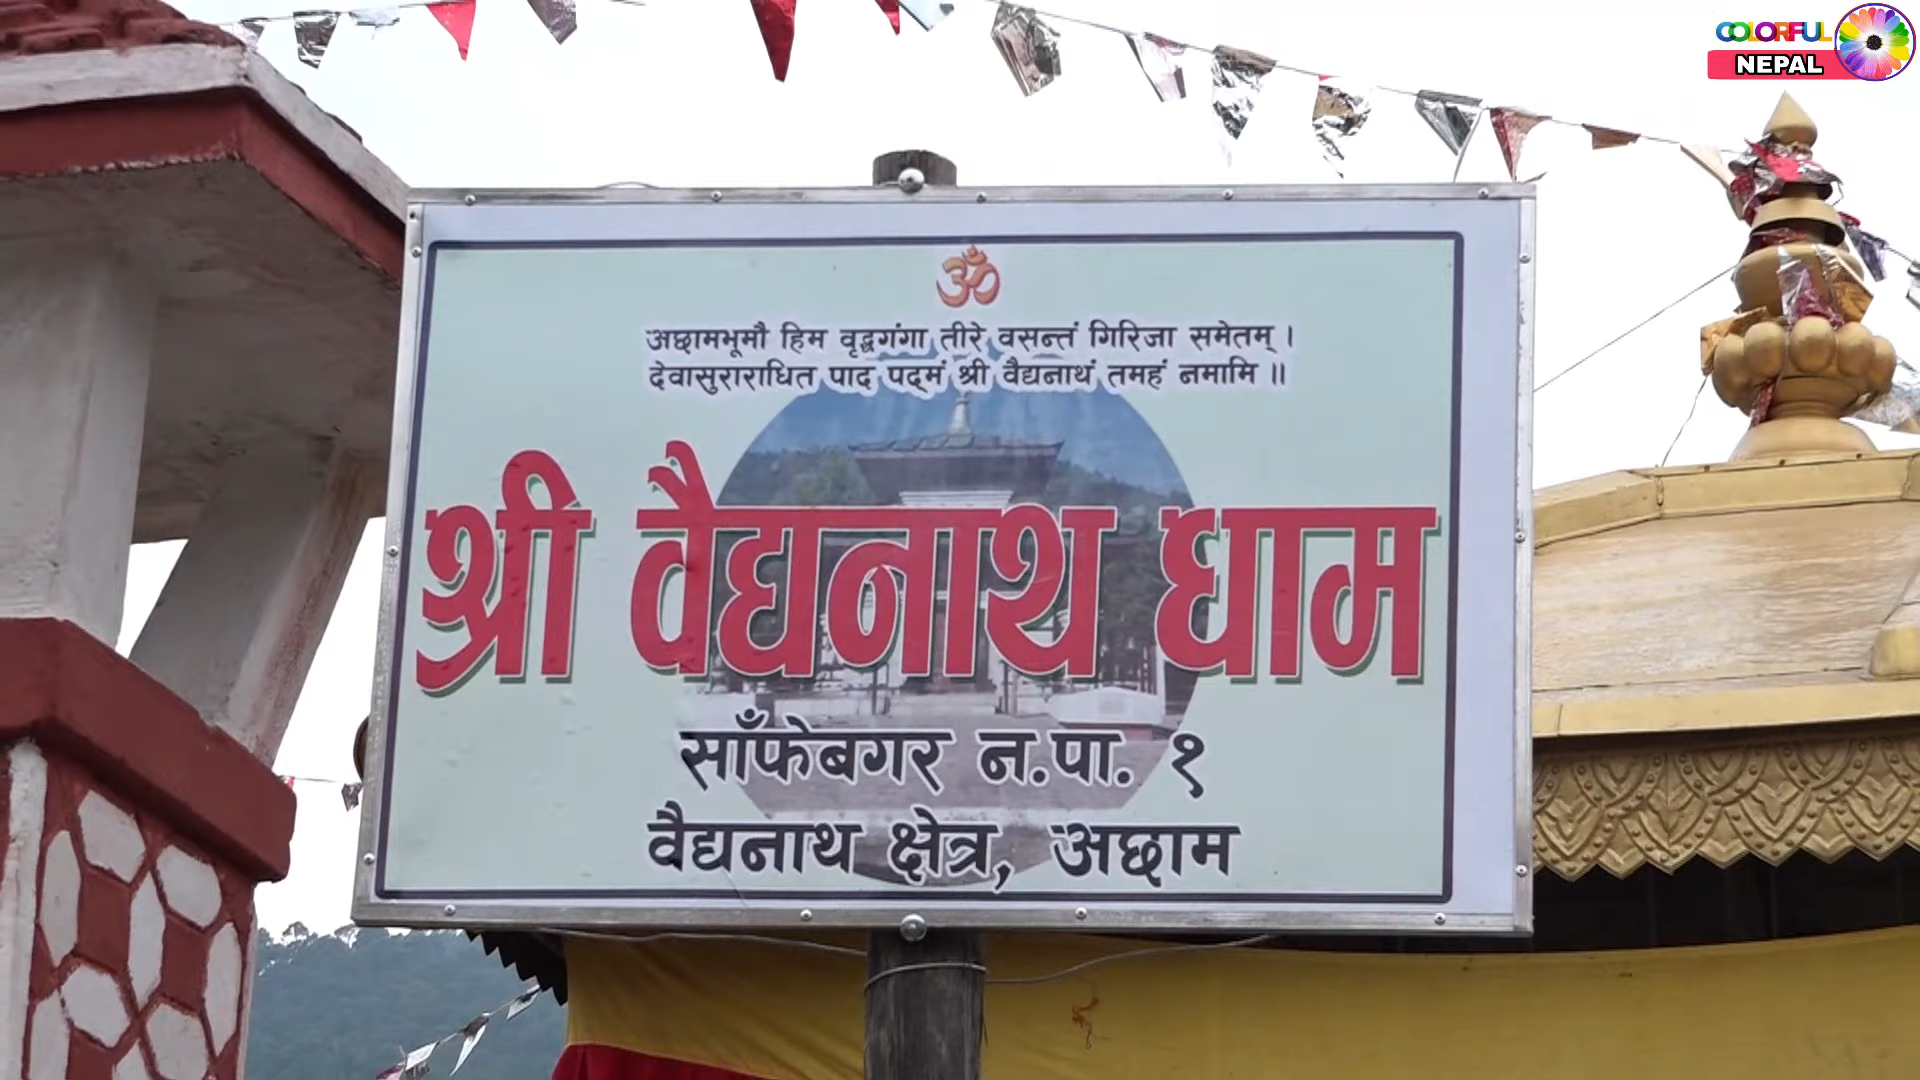 COLORFUL
NEPAL
ॐ
अछामभूमौ हिम वृद्धगंगा तीरे वसन्तं गिरिजा समेतम् ।
देवासुराराधित पाद पद्मं श्री वैद्यनाथं तमहं नमामि ॥
श्री वैद्यनाथ धाम
साँफेबगर न.पा. १
वैद्यनाथ क्षेत्र, अछाम